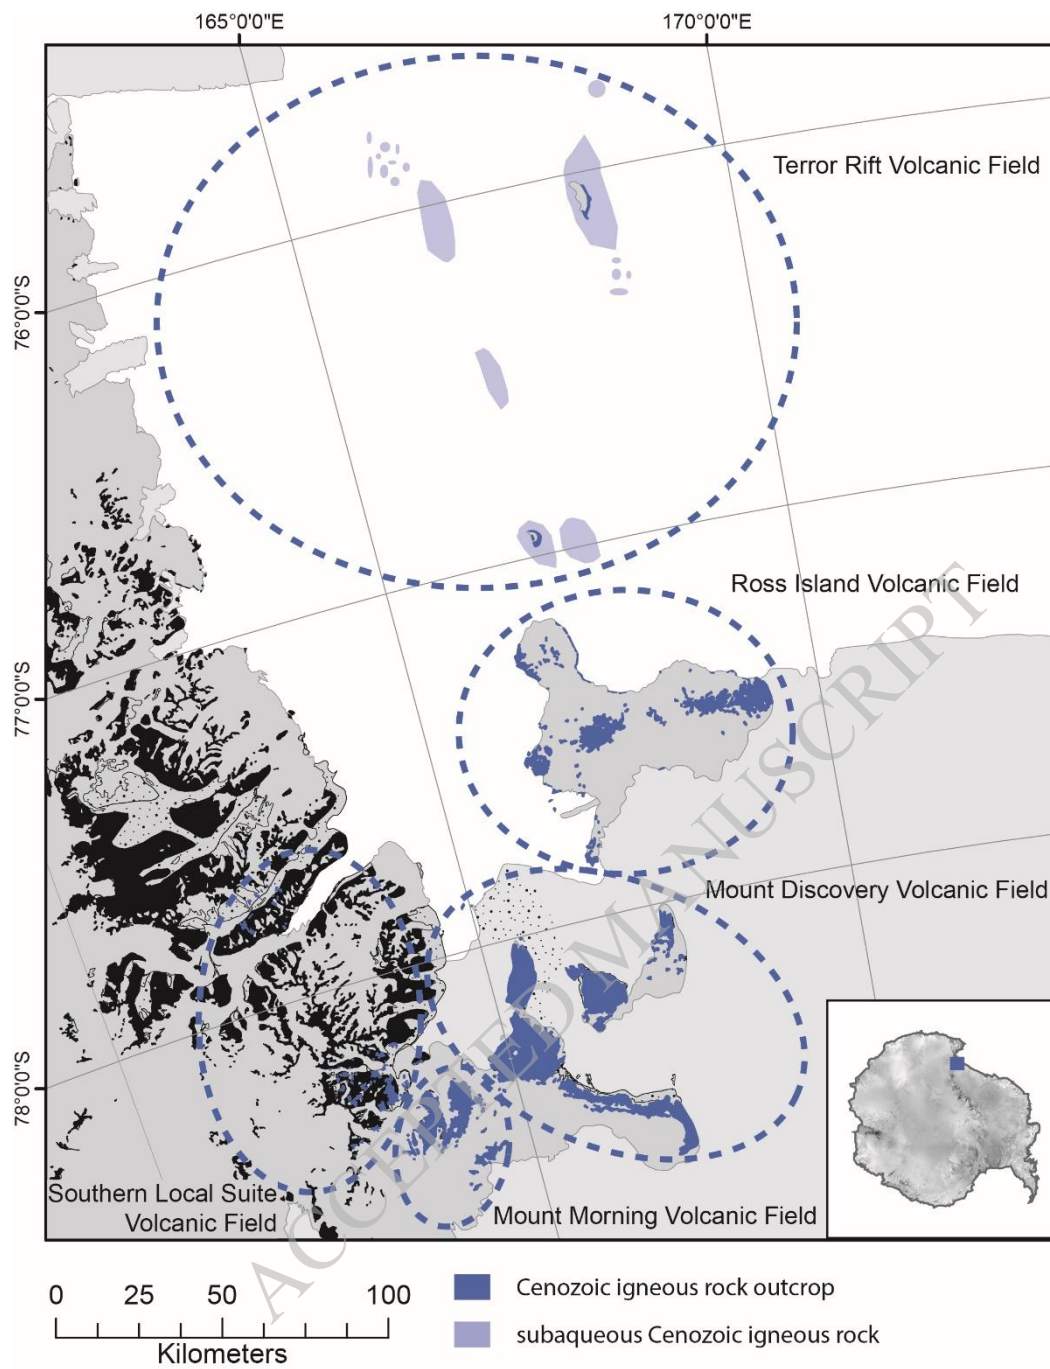 165°0'0"E
170°0'0"E
Terror Rift Volcanic Field
76°0'0"S
Ross Island Volcanic Field
77°0'0"S
Mount Discovery Volcanic Field
78°0'0"S
Southern Local Suite
Volcanic Field
Mount Morning Volcanic Field
ACCEPTED MANUSCRIPT
0 25 50 100
Kilometers
Cenozoic igneous rock outcrop
subaqueous Cenozoic igneous rock